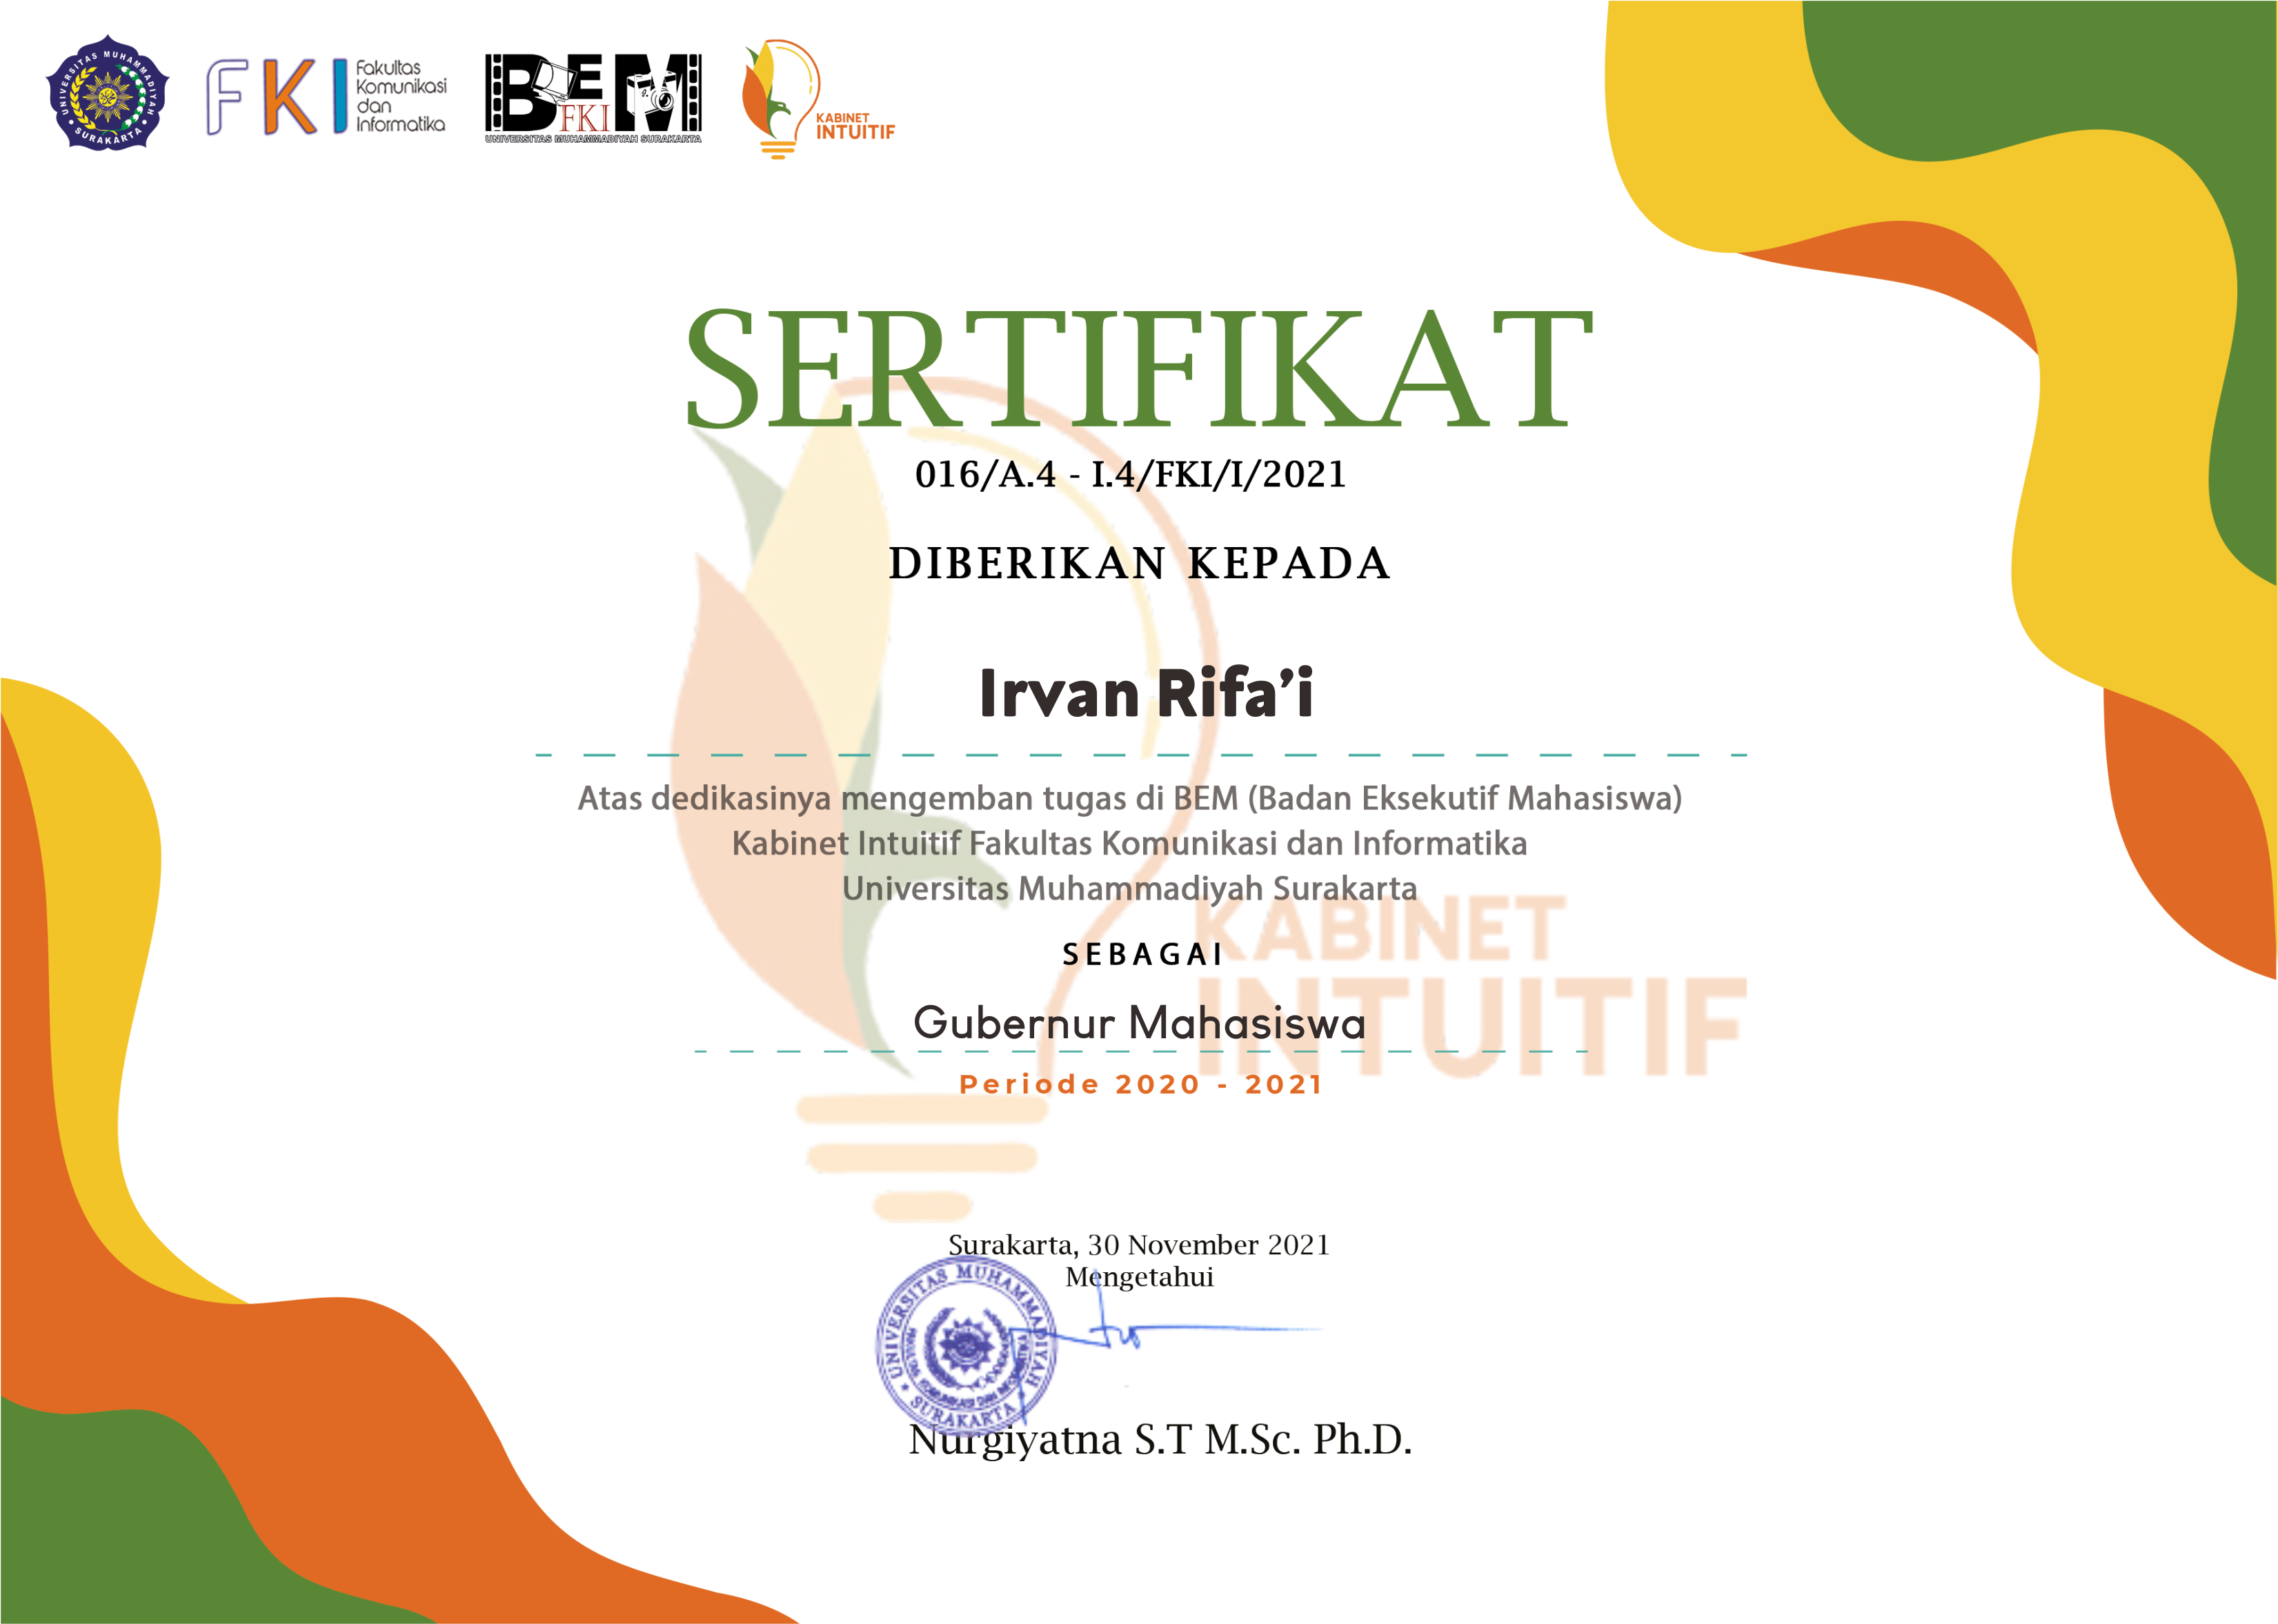 UNIVERSITAS MUHAMMADIYAH SURAKARTA
FKI
Fakultas
Komunikasi
dan
Informatika
BEM
FKI
UNIVERSITAS MUHAMMADIYAH SURAKARTA
KABINET
INTUITIF
SERTIFIKAT
016/A.4 - I.4/FKI/I/2021
DIBERIKAN KEPADA
Irvan Rifa’i
Atas dedikasinya mengemban tugas di BEM (Badan Eksekutif Mahasiswa)
Kabinet Intuitif Fakultas Komunikasi dan Informatika
Universitas Muhammadiyah Surakarta
KABINET
INTUITIF
SEBAGAI
Gubernur Mahasiswa
Periode 2020 - 2021
Surakarta, 30 November 2021
Mengetahui
UNIVERSITAS MUHAMMADIYAH
SURAKARTA
Nurgiyatna S.T M.Sc. Ph.D.